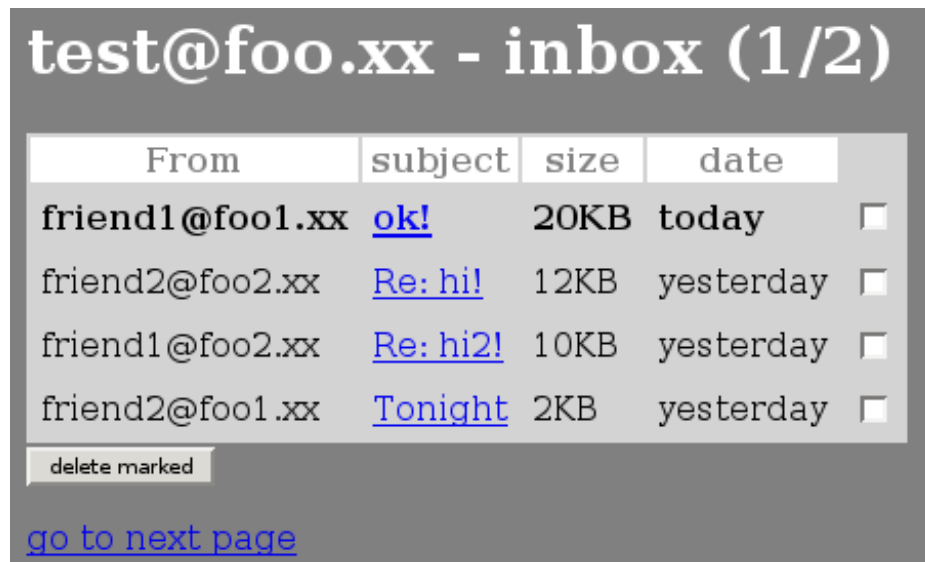 test@foo.xx - inbox (1/2)
From subject size date
friend1@foo1.xx ok! 20KB today
friend2@foo2.xx Re: hi! 12KB yesterday
friend1@foo2.xx Re: hi2! 10KB yesterday
friend2@foo1.xx Tonight 2KB yesterday
delete marked
go to next page